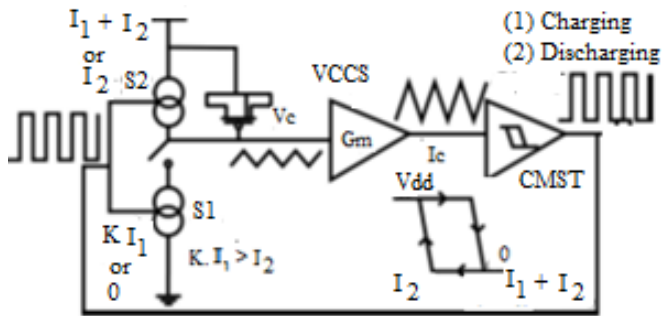 I1 + I2
or
I2
S2
(1) Charging
(2) Discharging
VCCS
Vc
Gm
Ic
CMST
Vdd
S1
K.I1
or
0
K. I1 > I2
0
I2
I1 + I2